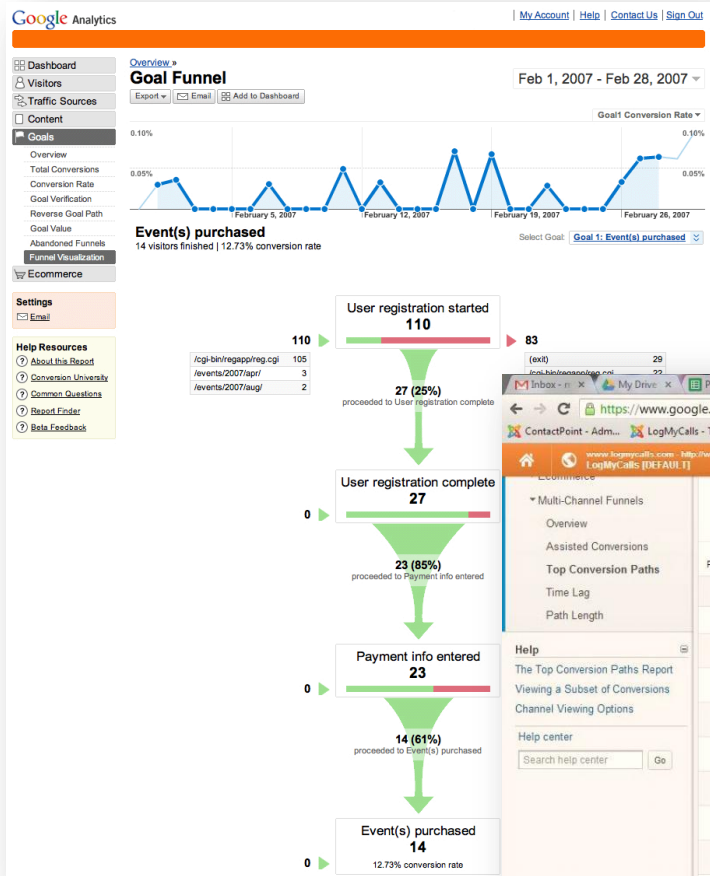 Google Analytics
My Account | Help | Contact Us | Sign Out
Dashboard
Visitors
Traffic Sources
Content
Goals
Overview
Total Conversions
Conversion Rate
Goal Verification
Reverse Goal Path
Goal Value
Abandoned Funnels
Funnel Visualization
Ecommerce
Settings
Email
Help Resources
About this Report
Conversion University
Common Questions
Report Finder
Beta Feedback
Overview »
Goal Funnel
Feb 1, 2007 - Feb 28, 2007
Export Email Add to Dashboard
Goal1 Conversion Rate
0.10% 0.10%
0.05% 0.05%
February 5, 2007 February 12, 2007 February 19, 2007 February 26, 2007
Event(s) purchased
14 visitors finished | 12.73% conversion rate
Select Goal: Goal 1: Event(s) purchased
User registration started
110
110
83
/cgi-bin/regapp/reg.cgi 105
/events/2007/apr/ 3
/events/2007/aug/ 2
(exit) 29
/cgi-bin/regapp/reg.cgi 22
27 (25%)
proceeded to User registration complete
User registration complete
27
0
23 (85%)
proceeded to Payment info entered
Payment info entered
23
0
14 (61%)
proceeded to Event(s) purchased
Event(s) purchased
14
0
12.73% conversion rate
Inbox My Drive
https://www.google.
ContactPoint - Adm... LogMyCalls -
www.logmycalls.com
LogMyCalls [DEFAULT]
Ecommerce
Multi-Channel Funnels
Overview
Assisted Conversions
Top Conversion Paths
Time Lag
Path Length
Help
The Top Conversion Paths Report
Viewing a Subset of Conversions
Channel Viewing Options
Help center
Search help center Go